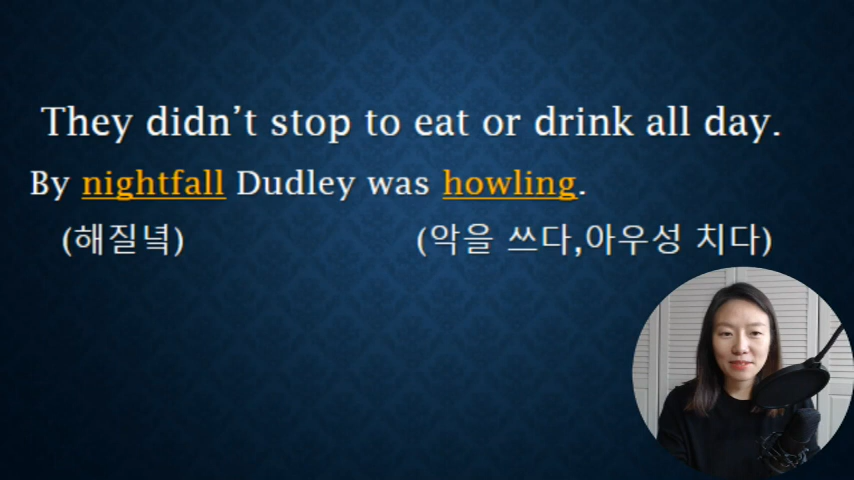 They didn’t stop to eat or drink all day.
By nightfall Dudley was howling.
(해질녘) (악을 쓰다,아우성 치다)